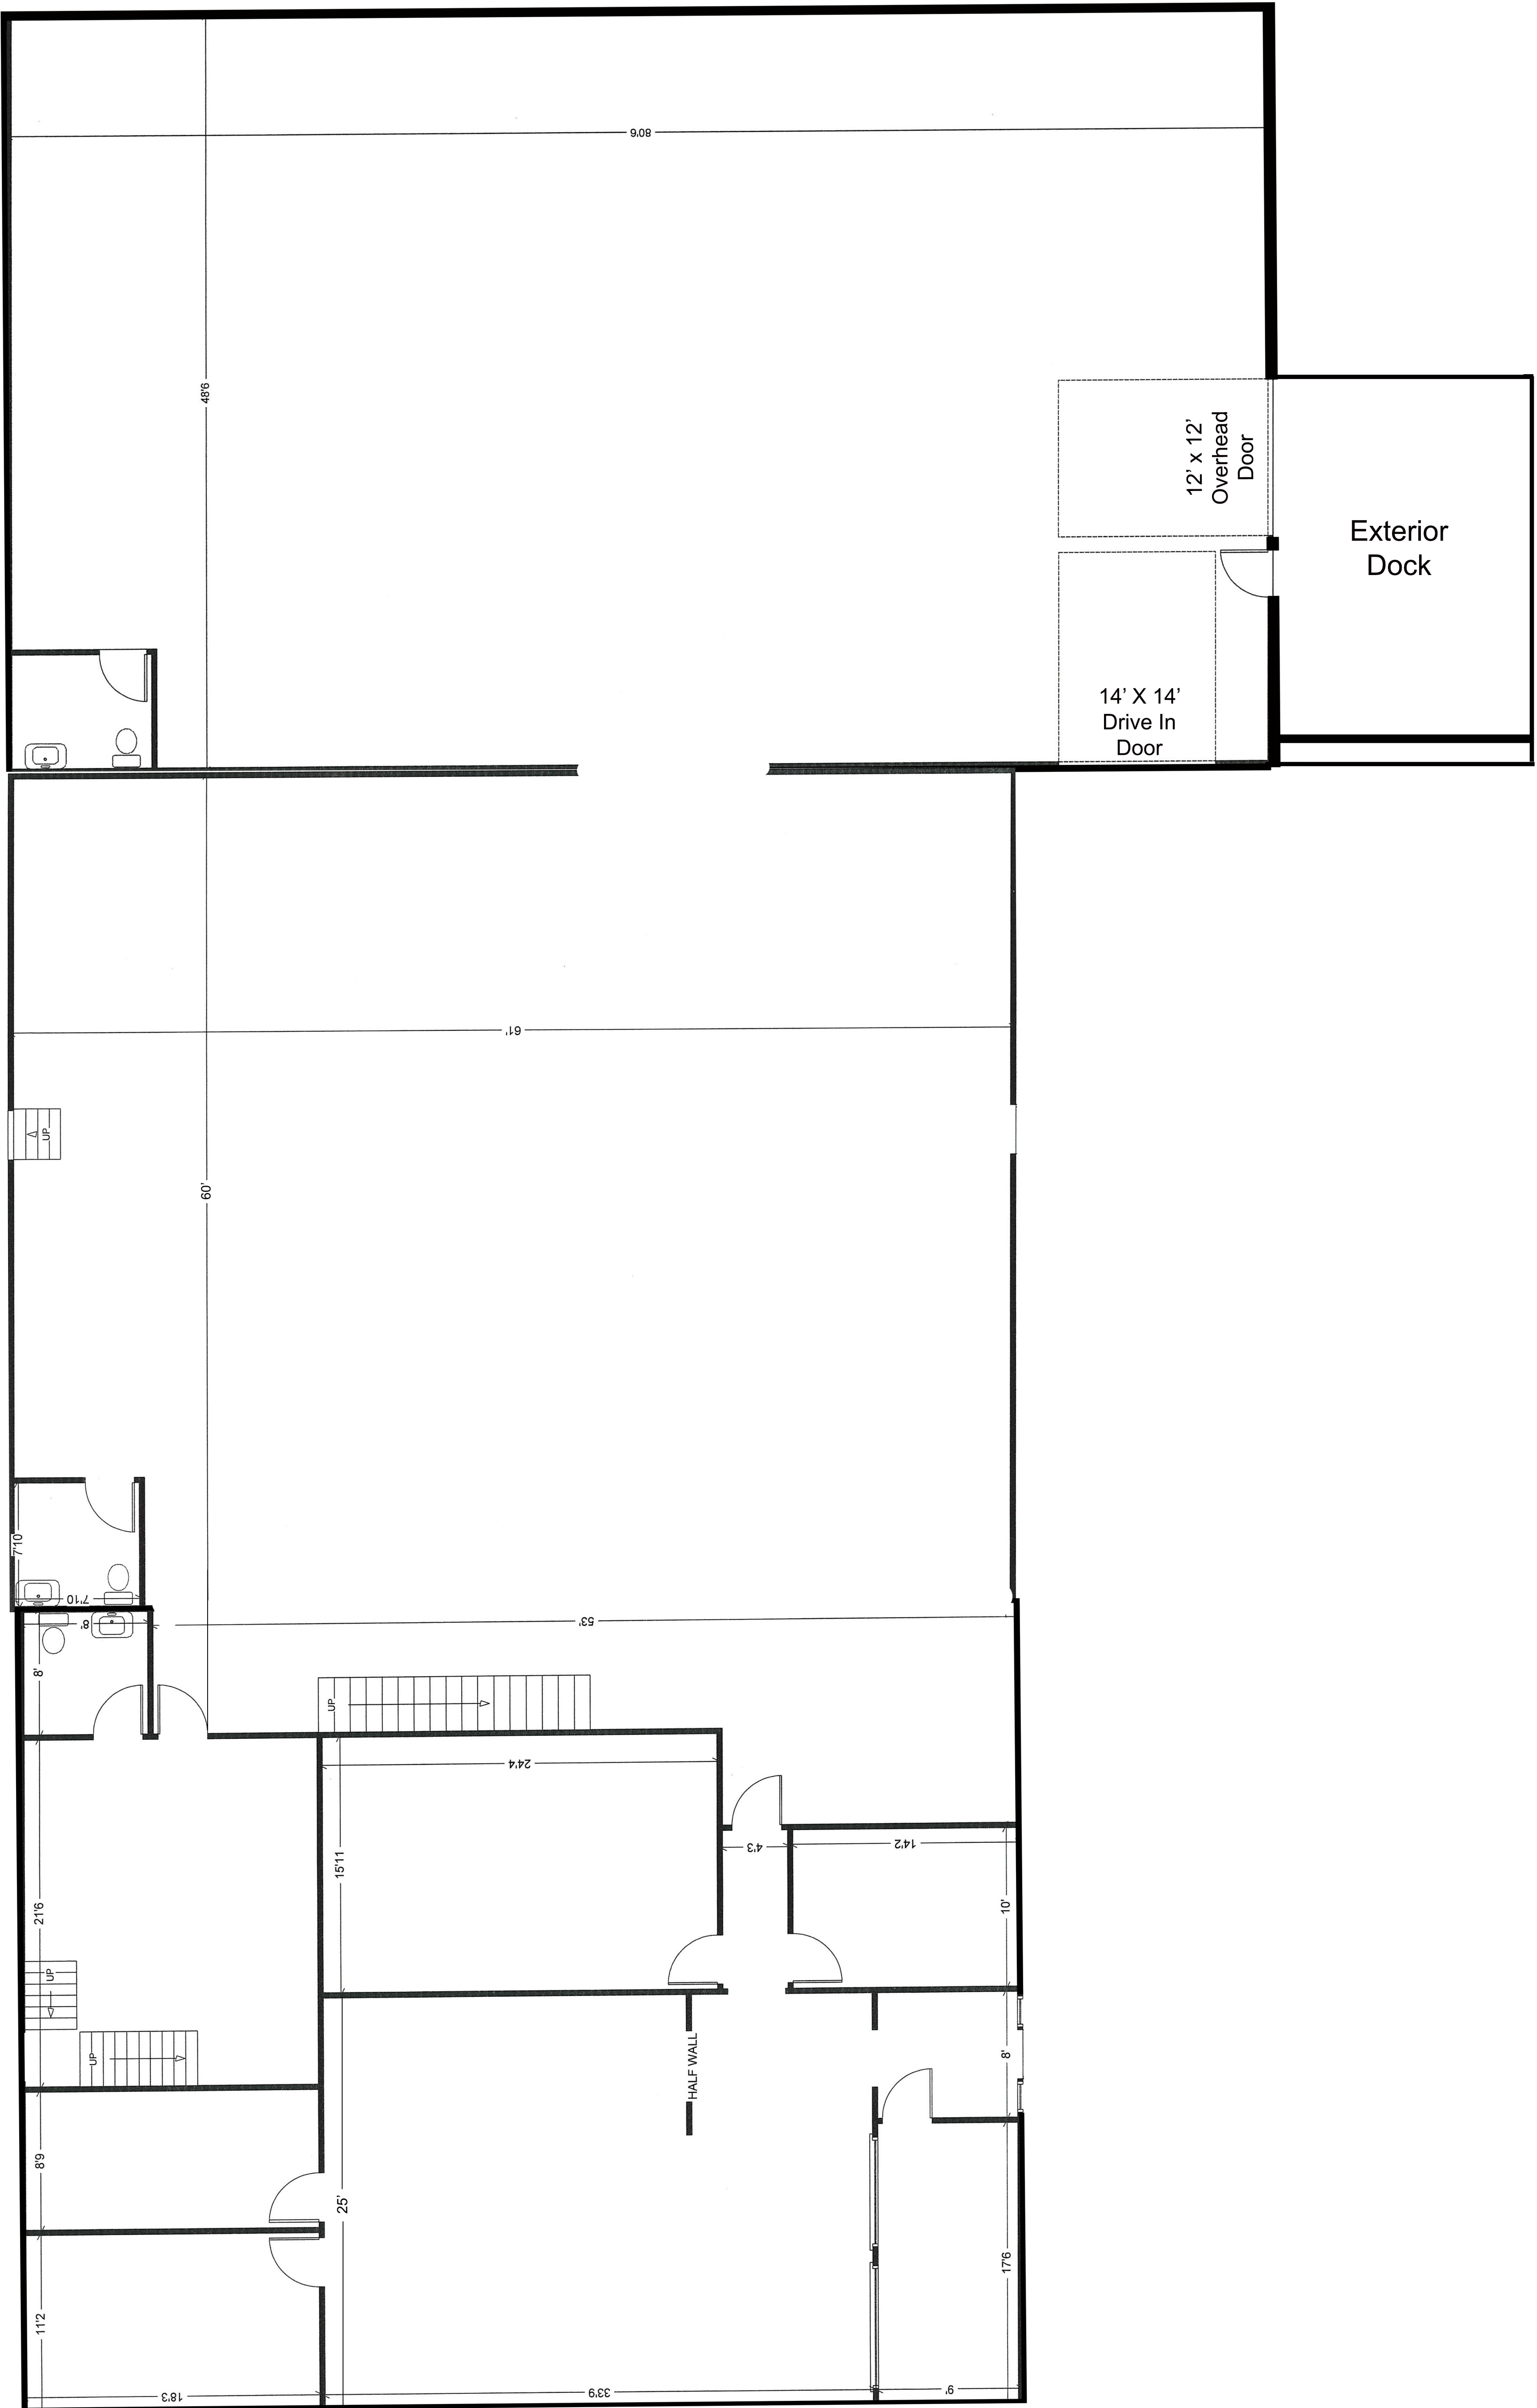 80'6
48'6
12' x 12'
Overhead
Door
Exterior
Dock
14' X 14'
Drive In
Door
61'
UP
60'
7'10
7'10
8'
53'
8'
UP
24'4
15'11
4'3
14'2
21'6
10'
UP
UP
HALF WALL
8'
8'9
25'
17'6
11'2
18'3
33'9
9'